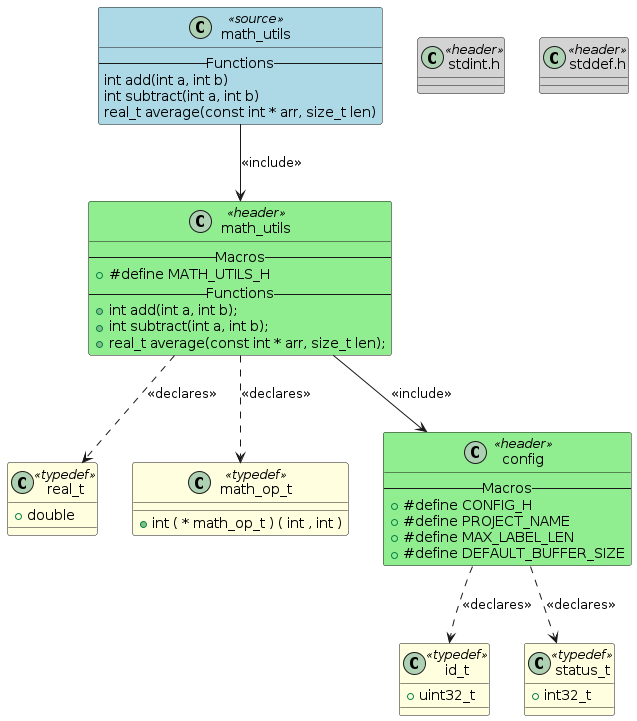 C «source»
math_utils
Functions
int add(int a, int b)
int subtract(int a, int b)
real_t average(const int * arr, size_t len)
C «header»
stdint.h
C «header»
stddef.h
«include»
C «header»
math_utils
Macros
#define MATH_UTILS_H
Functions
int add(int a, int b);
int subtract(int a, int b);
real_t average(const int * arr, size_t len);
«declares»
«declares»
«include»
C «typedef»
real_t
double
C «typedef»
math_op_t
int ( * math_op_t ) ( int , int )
C «header»
config
Macros
#define CONFIG_H
#define PROJECT_NAME
#define MAX_LABEL_LEN
#define DEFAULT_BUFFER_SIZE
«declares»
«declares»
C «typedef»
id_t
uint32_t
C «typedef»
status_t
int32_t